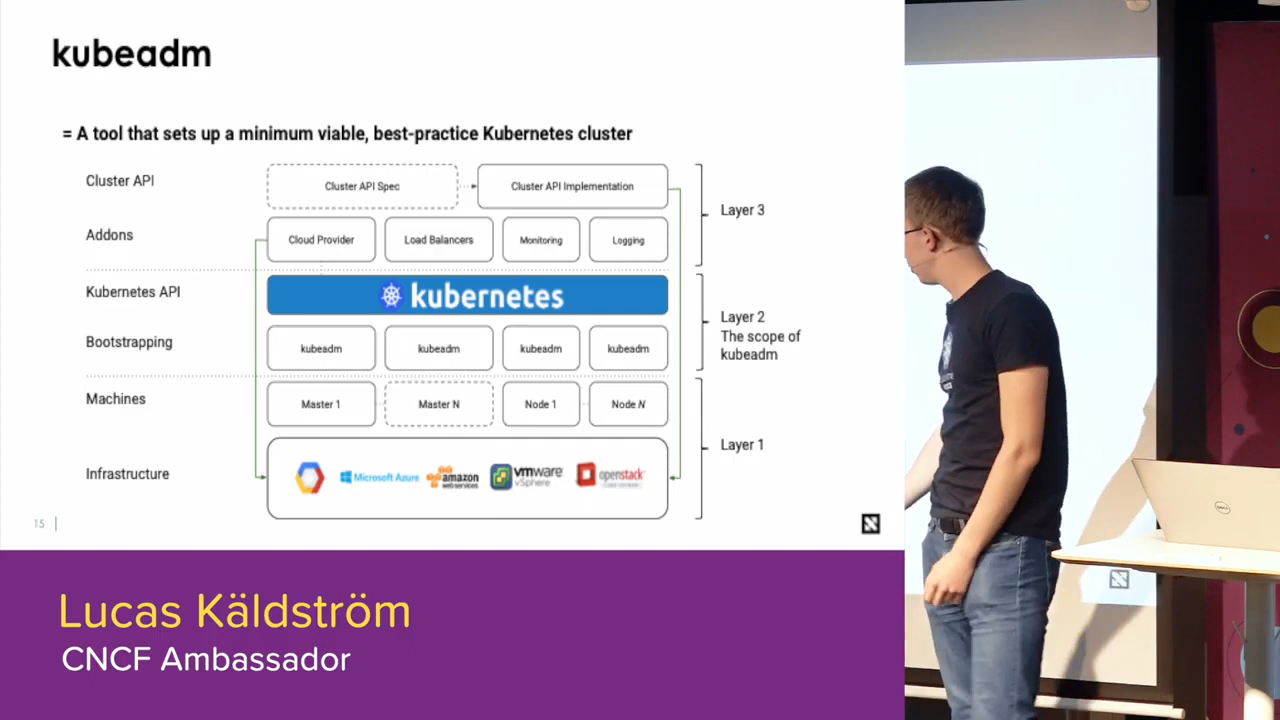 kubeadm
= A tool that sets up a minimum viable, best-practice Kubernetes cluster
Cluster API
Cluster API Spec
Cluster API Implementation
Layer 3
Addons
Cloud Provider
Load Balancers
Monitoring
Logging
Kubernetes API
kubernetes
Layer 2
The scope of
kubeadm
Bootstrapping
kubeadm
kubeadm
kubeadm
kubeadm
Machines
Master 1
Master N
Node 1
Node N
Layer 1
Infrastructure
Microsoft Azure
amazon
web services
vmware
vSphere
openstack
15
Lucas Käldström
CNCF Ambassador
DELL